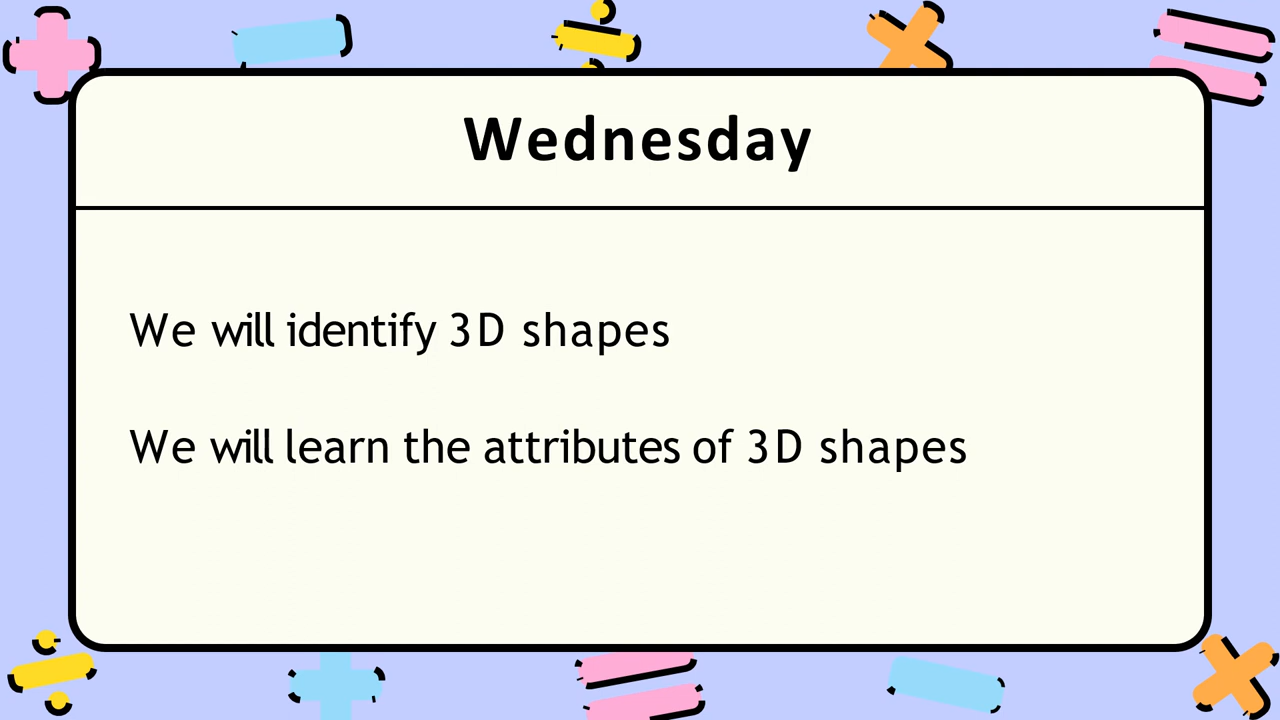 Wednesday
We will identify 3D shapes
We will learn the attributes of 3D shapes